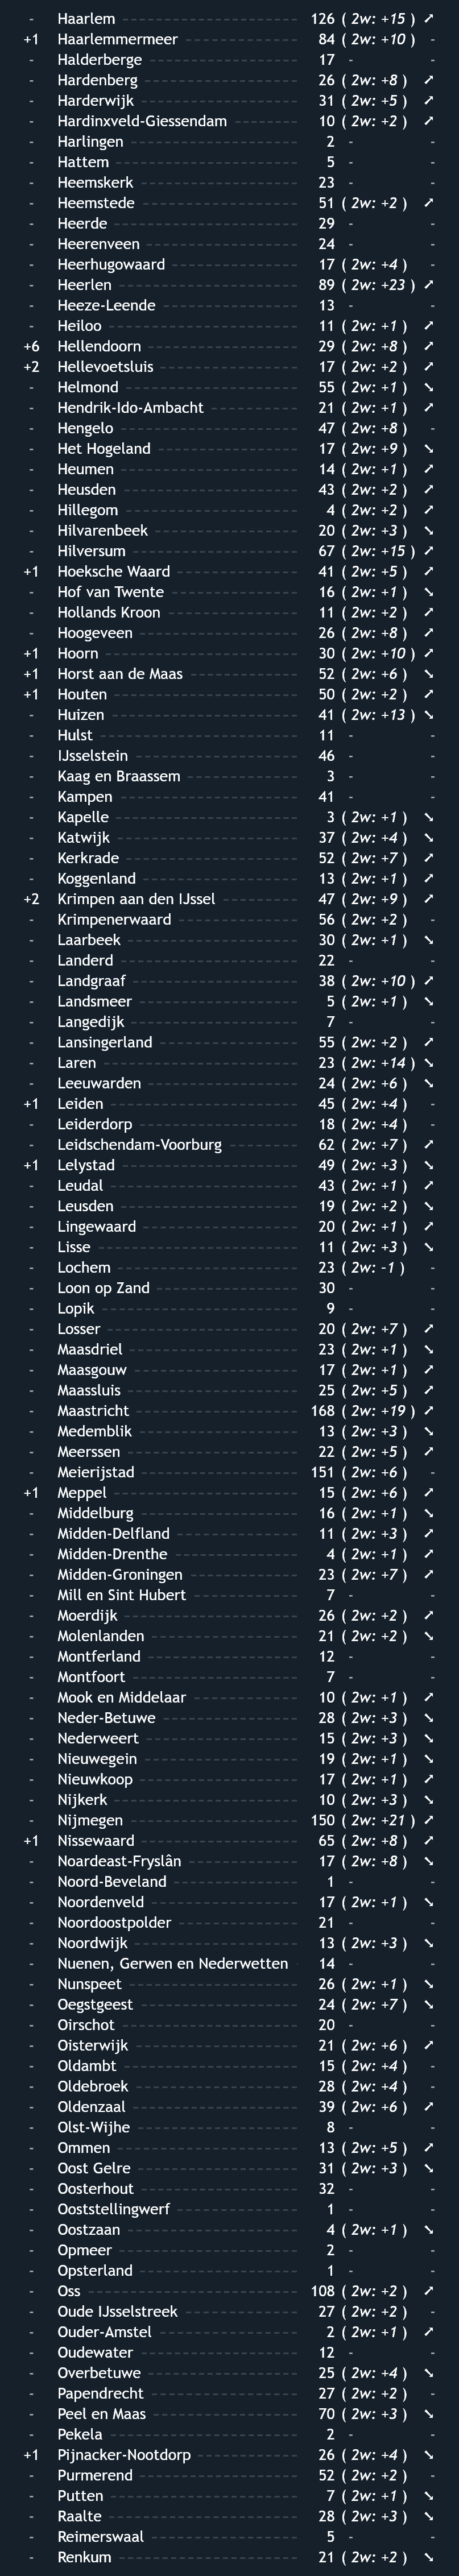 - Haarlem 126 ( 2w: +15 ) ➚
+1 Haarlemmermeer 84 ( 2w: +10 ) -
- Halderberge 17 - -
- Hardenberg 26 ( 2w: +8 ) ➚
- Harderwijk 31 ( 2w: +5 ) ➚
- Hardinxveld-Giessendam 10 ( 2w: +2 ) ➚
- Harlingen 2 - -
- Hattem 5 - -
- Heemskerk 23 - -
- Heemstede 51 ( 2w: +2 ) ➚
- Heerde 29 - -
- Heerenveen 24 - -
- Heerhugowaard 17 ( 2w: +4 ) -
- Heerlen 89 ( 2w: +23 ) ➚
- Heeze-Leende 13 - -
- Heiloo 11 ( 2w: +1 ) ➚
+6 Hellendoorn 29 ( 2w: +8 ) ➚
+2 Hellevoetsluis 17 ( 2w: +2 ) ➚
- Helmond 55 ( 2w: +1 ) ➘
- Hendrik-Ido-Ambacht 21 ( 2w: +1 ) ➚
- Hengelo 47 ( 2w: +8 ) -
- Het Hogeland 17 ( 2w: +9 ) ➘
- Heumen 14 ( 2w: +1 ) ➚
- Heusden 43 ( 2w: +2 ) ➚
- Hillegom 4 ( 2w: +2 ) ➚
- Hilvarenbeek 20 ( 2w: +3 ) ➘
- Hilversum 67 ( 2w: +15 ) ➚
+1 Hoeksche Waard 41 ( 2w: +5 ) ➚
- Hof van Twente 16 ( 2w: +1 ) ➘
- Hollands Kroon 11 ( 2w: +2 ) ➚
- Hoogeveen 26 ( 2w: +8 ) ➚
+1 Hoorn 30 ( 2w: +10 ) ➚
+1 Horst aan de Maas 52 ( 2w: +6 ) ➘
+1 Houten 50 ( 2w: +2 ) ➚
- Huizen 41 ( 2w: +13 ) ➘
- Hulst 11 - -
- IJsselstein 46 - -
- Kaag en Braassem 3 - -
- Kampen 41 - -
- Kapelle 3 ( 2w: +1 ) ➘
- Katwijk 37 ( 2w: +4 ) ➘
- Kerkrade 52 ( 2w: +7 ) ➚
- Koggenland 13 ( 2w: +1 ) ➚
+2 Krimpen aan den IJssel 47 ( 2w: +9 ) ➚
- Krimpenerwaard 56 ( 2w: +2 ) -
- Laarbeek 30 ( 2w: +1 ) ➘
- Landerd 22 - -
- Landgraaf 38 ( 2w: +10 ) ➚
- Landsmeer 5 ( 2w: +1 ) ➘
- Langedijk 7 - -
- Lansingerland 55 ( 2w: +2 ) ➚
- Laren 23 ( 2w: +14 ) ➘
- Leeuwarden 24 ( 2w: +6 ) ➘
+1 Leiden 45 ( 2w: +4 ) -
- Leiderdorp 18 ( 2w: +4 ) -
- Leidschendam-Voorburg 62 ( 2w: +7 ) ➚
+1 Lelystad 49 ( 2w: +3 ) ➘
- Leudal 43 ( 2w: +1 ) ➚
- Leusden 19 ( 2w: +2 ) ➘
- Lingewaard 20 ( 2w: +1 ) ➚
- Lisse 11 ( 2w: +3 ) ➘
- Lochem 23 ( 2w: -1 ) -
- Loon op Zand 30 - -
- Lopik 9 - -
- Losser 20 ( 2w: +7 ) ➚
- Maasdriel 23 ( 2w: +1 ) ➘
- Maasgouw 17 ( 2w: +1 ) ➚
- Maassluis 25 ( 2w: +5 ) ➚
- Maastricht 168 ( 2w: +19 ) ➚
- Medemblik 13 ( 2w: +3 ) ➘
- Meerssen 22 ( 2w: +5 ) ➚
- Meierijstad 151 ( 2w: +6 ) -
+1 Meppel 15 ( 2w: +6 ) ➚
- Middelburg 16 ( 2w: +1 ) ➘
- Midden-Delfland 11 ( 2w: +3 ) ➚
- Midden-Drenthe 4 ( 2w: +1 ) ➚
- Midden-Groningen 23 ( 2w: +7 ) ➚
- Mill en Sint Hubert 7 - -
- Moerdijk 26 ( 2w: +2 ) ➚
- Molenlanden 21 ( 2w: +2 ) ➘
- Montferland 12 - -
- Montfoort 7 - -
- Mook en Middelaar 10 ( 2w: +1 ) ➚
- Neder-Betuwe 28 ( 2w: +3 ) ➘
- Nederweert 15 ( 2w: +3 ) ➘
- Nieuwegein 19 ( 2w: +1 ) ➘
- Nieuwkoop 17 ( 2w: +1 ) ➚
- Nijkerk 10 ( 2w: +3 ) ➘
- Nijmegen 150 ( 2w: +21 ) ➚
+1 Nissewaard 65 ( 2w: +8 ) ➚
- Noardeast-Fryslân 17 ( 2w: +8 ) ➘
- Noord-Beveland 1 - -
- Noordenveld 17 ( 2w: +1 ) ➘
- Noordoostpolder 21 - -
- Noordwijk 13 ( 2w: +3 ) ➘
- Nuenen, Gerwen en Nederwetten 14 - -
- Nunspeet 26 ( 2w: +1 ) ➘
- Oegstgeest 24 ( 2w: +7 ) ➘
- Oirschot 20 - -
- Oisterwijk 21 ( 2w: +6 ) ➚
- Oldambt 15 ( 2w: +4 ) -
- Oldebroek 28 ( 2w: +4 ) -
- Oldenzaal 39 ( 2w: +6 ) ➚
- Olst-Wijhe 8 - -
- Ommen 13 ( 2w: +5 ) ➚
- Oost Gelre 31 ( 2w: +3 ) ➘
- Oosterhout 32 - -
- Ooststellingwerf 1 - -
- Oostzaan 4 ( 2w: +1 ) ➘
- Opmeer 2 - -
- Opsterland 1 - -
- Oss 108 ( 2w: +2 ) ➚
- Oude IJsselstreek 27 ( 2w: +2 ) -
- Ouder-Amstel 2 ( 2w: +1 ) ➚
- Oudewater 12 - -
- Overbetuwe 25 ( 2w: +4 ) ➘
- Papendrecht 27 ( 2w: +2 ) -
- Peel en Maas 70 ( 2w: +3 ) ➘
- Pekela 2 - -
+1 Pijnacker-Nootdorp 26 ( 2w: +4 ) ➘
- Purmerend 52 ( 2w: +2 ) -
- Putten 7 ( 2w: +1 ) ➘
- Raalte 28 ( 2w: +3 ) ➘
- Reimerswaal 5 - -
- Renkum 21 ( 2w: +2 ) ➘